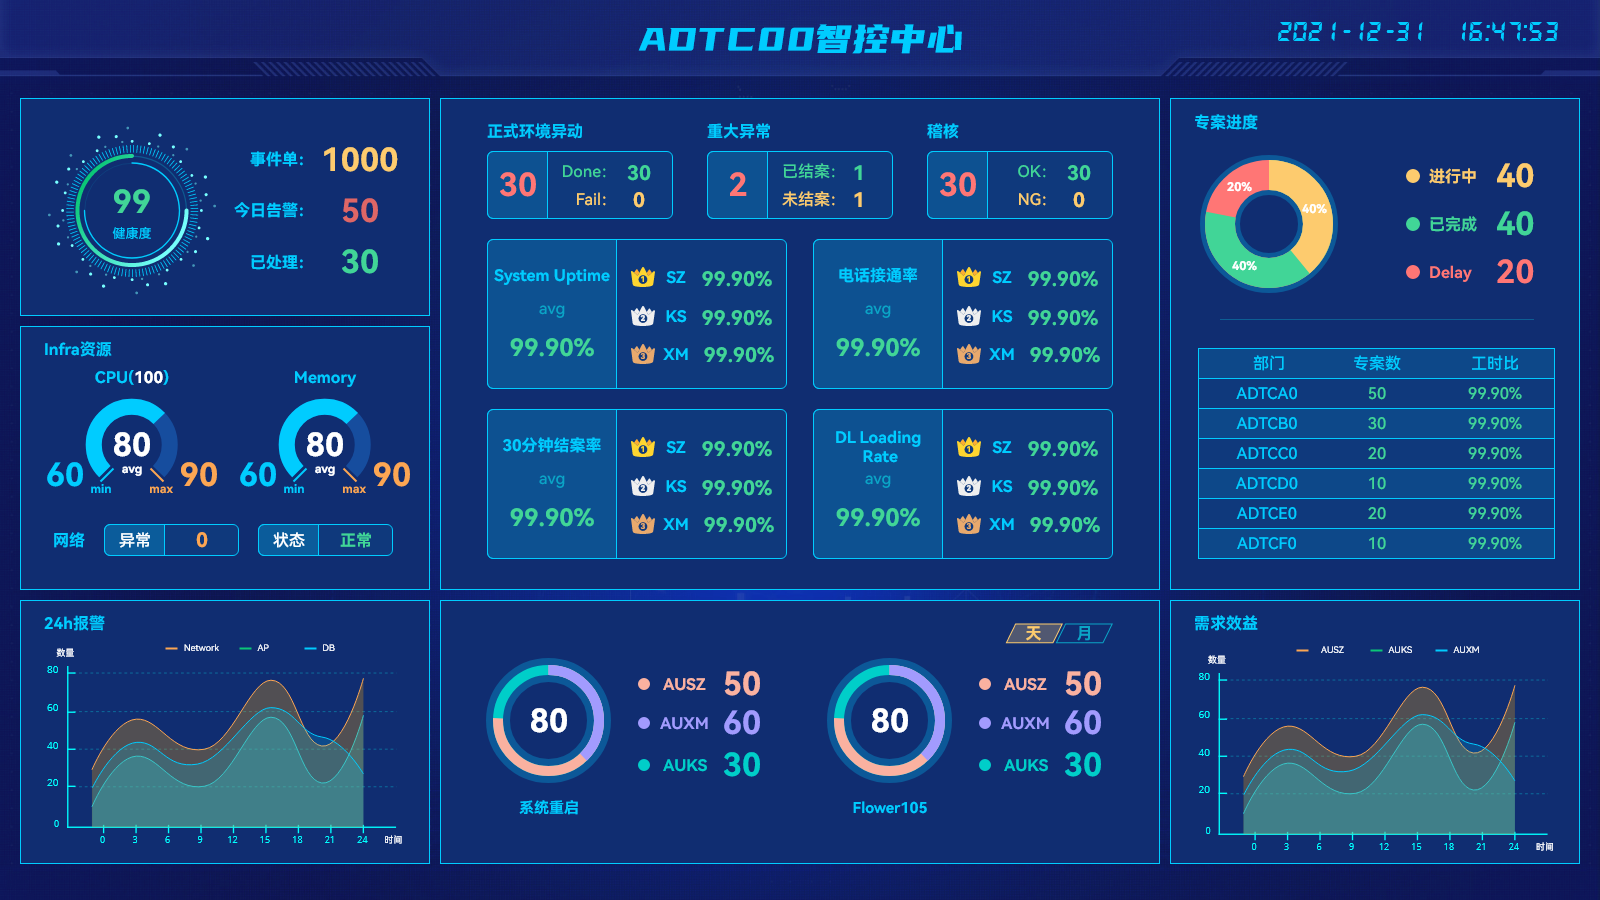 ADTC00智控中心
2021-12-31 16:47:53
99
健康度
事件单: 1000
今日告警: 50
已处理: 30
Infra资源
CPU(100)
80
avg
60
min
max
90
Memory
80
avg
60
min
max
90
网络
异常 0
状态 正常
24h报警
数量
Network AP DB
80
60
40
20
0
0 3 6 9 12 15 18 21 24 时间
正式环境异动
30
Done: 30
Fail: 0
重大异常
2
已结案: 1
未结案: 1
稽核
30
OK: 30
NG: 0
System Uptime
avg
99.90%
1 SZ 99.90%
2 KS 99.90%
3 XM 99.90%
电话接通率
avg
99.90%
1 SZ 99.90%
2 KS 99.90%
3 XM 99.90%
30分钟结案率
avg
99.90%
1 SZ 99.90%
2 KS 99.90%
3 XM 99.90%
DL Loading
Rate
avg
99.90%
1 SZ 99.90%
2 KS 99.90%
3 XM 99.90%
天 月
80
系统重启
AUSZ 50
AUXM 60
AUKS 30
80
Flower105
AUSZ 50
AUXM 60
AUKS 30
专案进度
20%
40%
40%
进行中 40
已完成 40
Delay 20
部门 专案数 工时比
ADTCA0 50 99.90%
ADTCB0 30 99.90%
ADTCC0 20 99.90%
ADTCD0 10 99.90%
ADTCE0 20 99.90%
ADTCF0 10 99.90%
需求效益
数量
AUSZ AUKS AUXM
80
60
40
20
0
0 3 6 9 12 15 18 21 24 时间